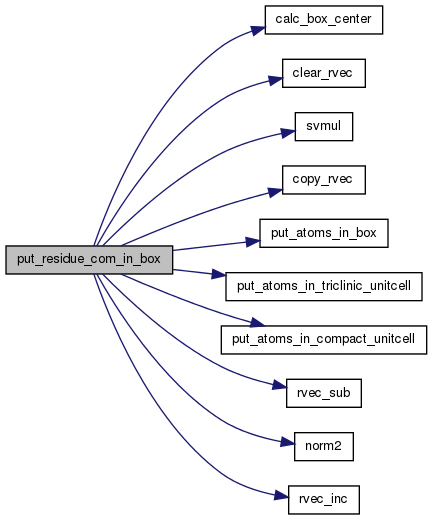 calc_box_center
clear_rvec
svmul
copy_rvec
put_atoms_in_box
put_residue_com_in_box
put_atoms_in_triclinic_unitcell
put_atoms_in_compact_unitcell
rvec_sub
norm2
rvec_inc